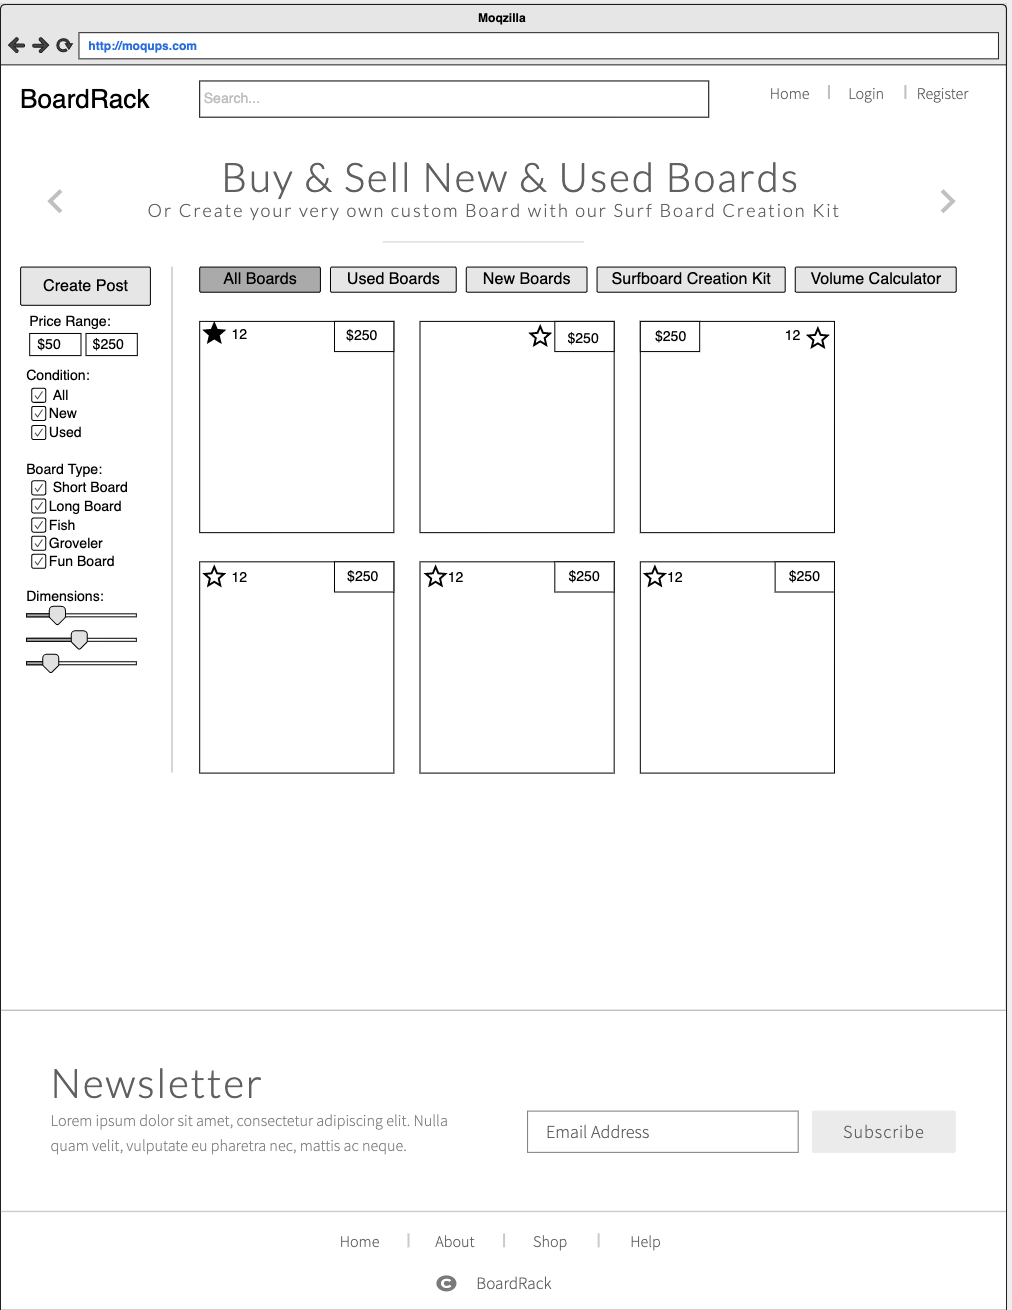 Moqzilla
http://moqups.com
BoardRack
Search...
Home | Login | Register
Buy & Sell New & Used Boards
Or Create your very own custom Board with our Surf Board Creation Kit
Create Post
Price Range:
$50 $250
Condition:
All
New
Used
Board Type:
Short Board
Long Board
Fish
Groveler
Fun Board
Dimensions:
All Boards Used Boards New Boards Surfboard Creation Kit Volume Calculator
12 $250 $250 $250 12
12 $250 12 $250 12 $250
Newsletter
Lorem ipsum dolor sit amet, consectetur adipiscing elit. Nulla
quam velit, vulputate eu pharetra nec, mattis ac neque.
Email Address Subscribe
Home | About | Shop | Help
© BoardRack